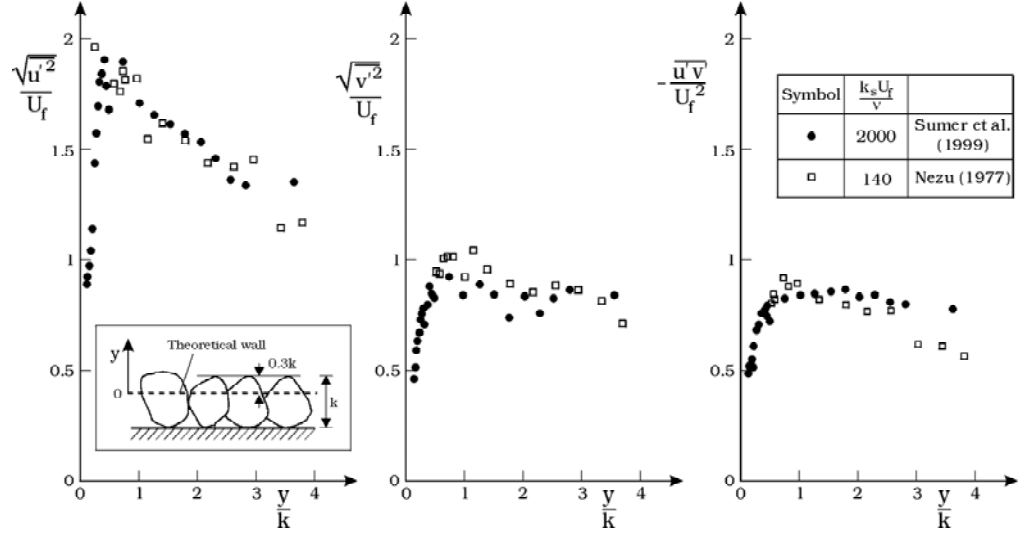 √u'²
U_f
2
1.5
1
0.5
0
0 1 2 3 4
y
k
y
0
Theoretical wall
0.3k
k
√v'²
U_f
2
1.5
1
0.5
0
0 1 2 3 4
y
k
- u'v'
U_f²
2
1.5
1
0.5
0
0 1 2 3 4
y
k
Symbol k_sU_f
ν
2000 Sumer et al.
(1999)
140 Nezu (1977)